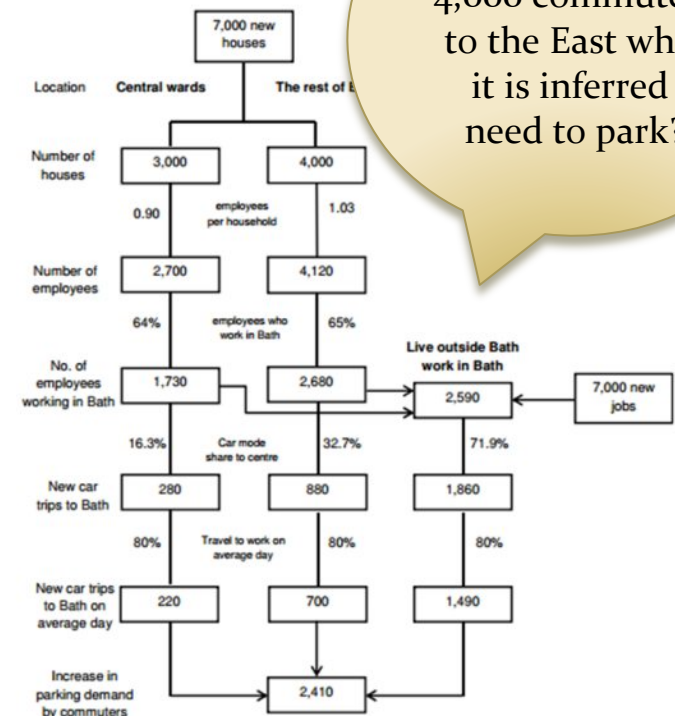 4,000 commute
to the East wh
it is inferred
need to park?
7,000 new
houses
Location Central wards The rest of
Number of
houses
3,000 4,000
0.90 employees
per household 1.03
Number of
employees
2,700 4,120
64% employees who
work in Bath 65%
Live outside Bath
work in Bath
No. of
employees
working in Bath
1,730 2,680 2,590 7,000 new
jobs
16.3% Car mode
share to centre 32.7% 71.9%
New car
trips to Bath
280 880 1,860
80% Travel to work on
average day 80% 80%
New car trips
to Bath on
average day
220 700 1,490
Increase in
parking demand
by commuters
2,410